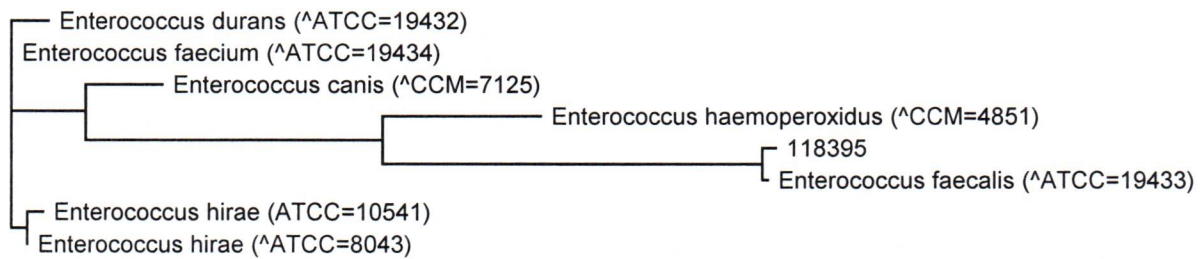 Enterococcus durans (^ATCC=19432)
Enterococcus faecium (^ATCC=19434)
Enterococcus canis (^CCM=7125)
Enterococcus haemoperoxidus (^CCM=4851)
118395
Enterococcus faecalis (^ATCC=19433)
Enterococcus hirae (ATCC=10541)
Enterococcus hirae (^ATCC=8043)